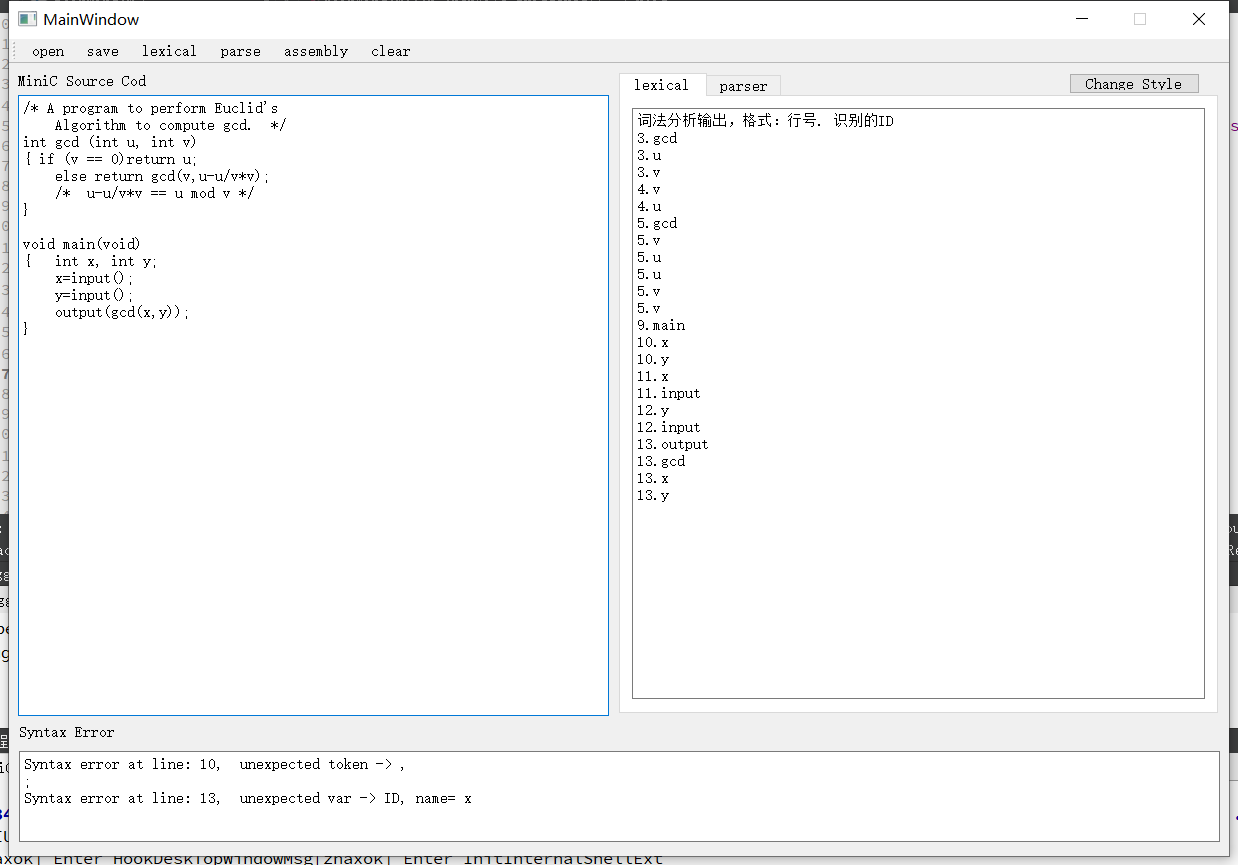 MainWindow
open save lexical parse assembly clear
MiniC Source Cod
/* A program to perform Euclid's
    Algorithm to compute gcd.  */
int gcd (int u, int v)
{ if (v == 0)return u;
    else return gcd(v,u-u/v*v);
    /*  u-u/v*v == u mod v */
}
void main(void)
{   int x, int y;
    x=input();
    y=input();
    output(gcd(x,y));
}
lexical parser
Change Style
词法分析输出，格式：行号. 识别的ID
3.gcd
3.u
3.v
4.v
4.u
5.gcd
5.v
5.u
5.u
5.v
5.v
9.main
10.x
10.y
11.x
11.input
12.y
12.input
13.output
13.gcd
13.x
13.y
Syntax Error
Syntax error at line: 10,  unexpected token -> ,
;
Syntax error at line: 13,  unexpected var -> ID, name= x
Enter HookDeskTopWindowMsg|zhaxok| Enter InitInternalShellExt